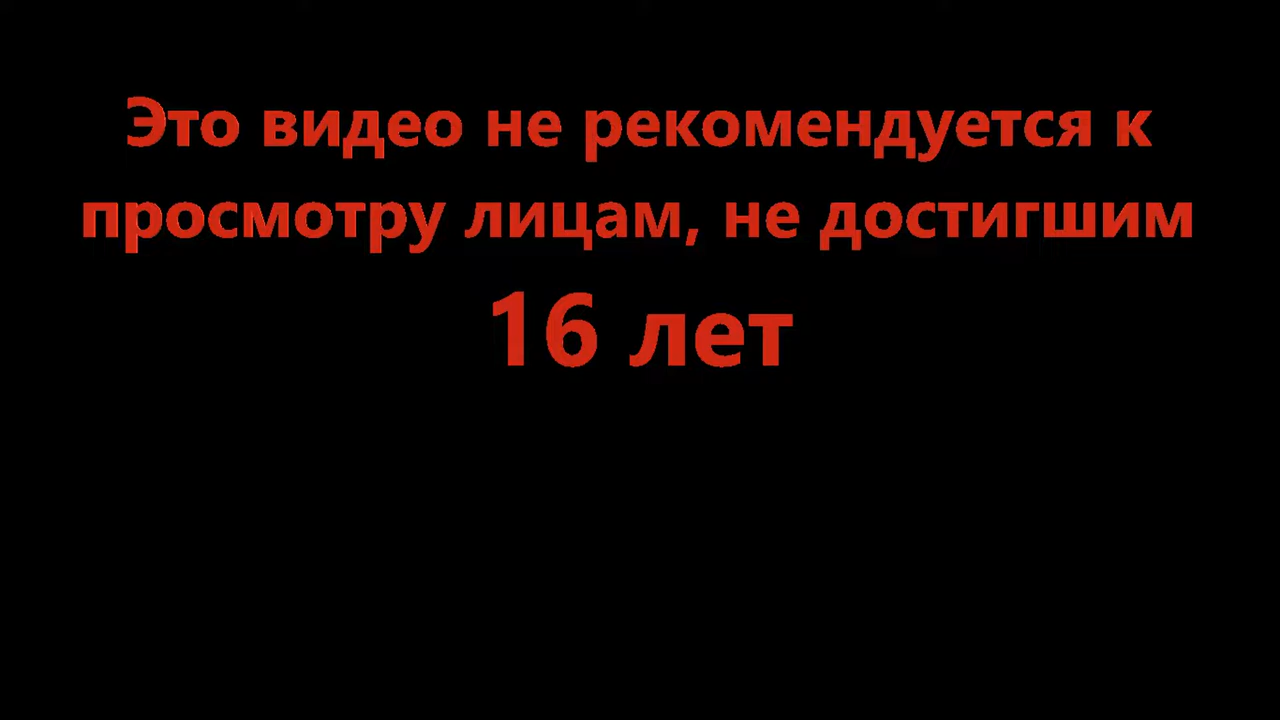 Это видео не рекомендуется к
просмотру лицам, не достигшим
16 лет